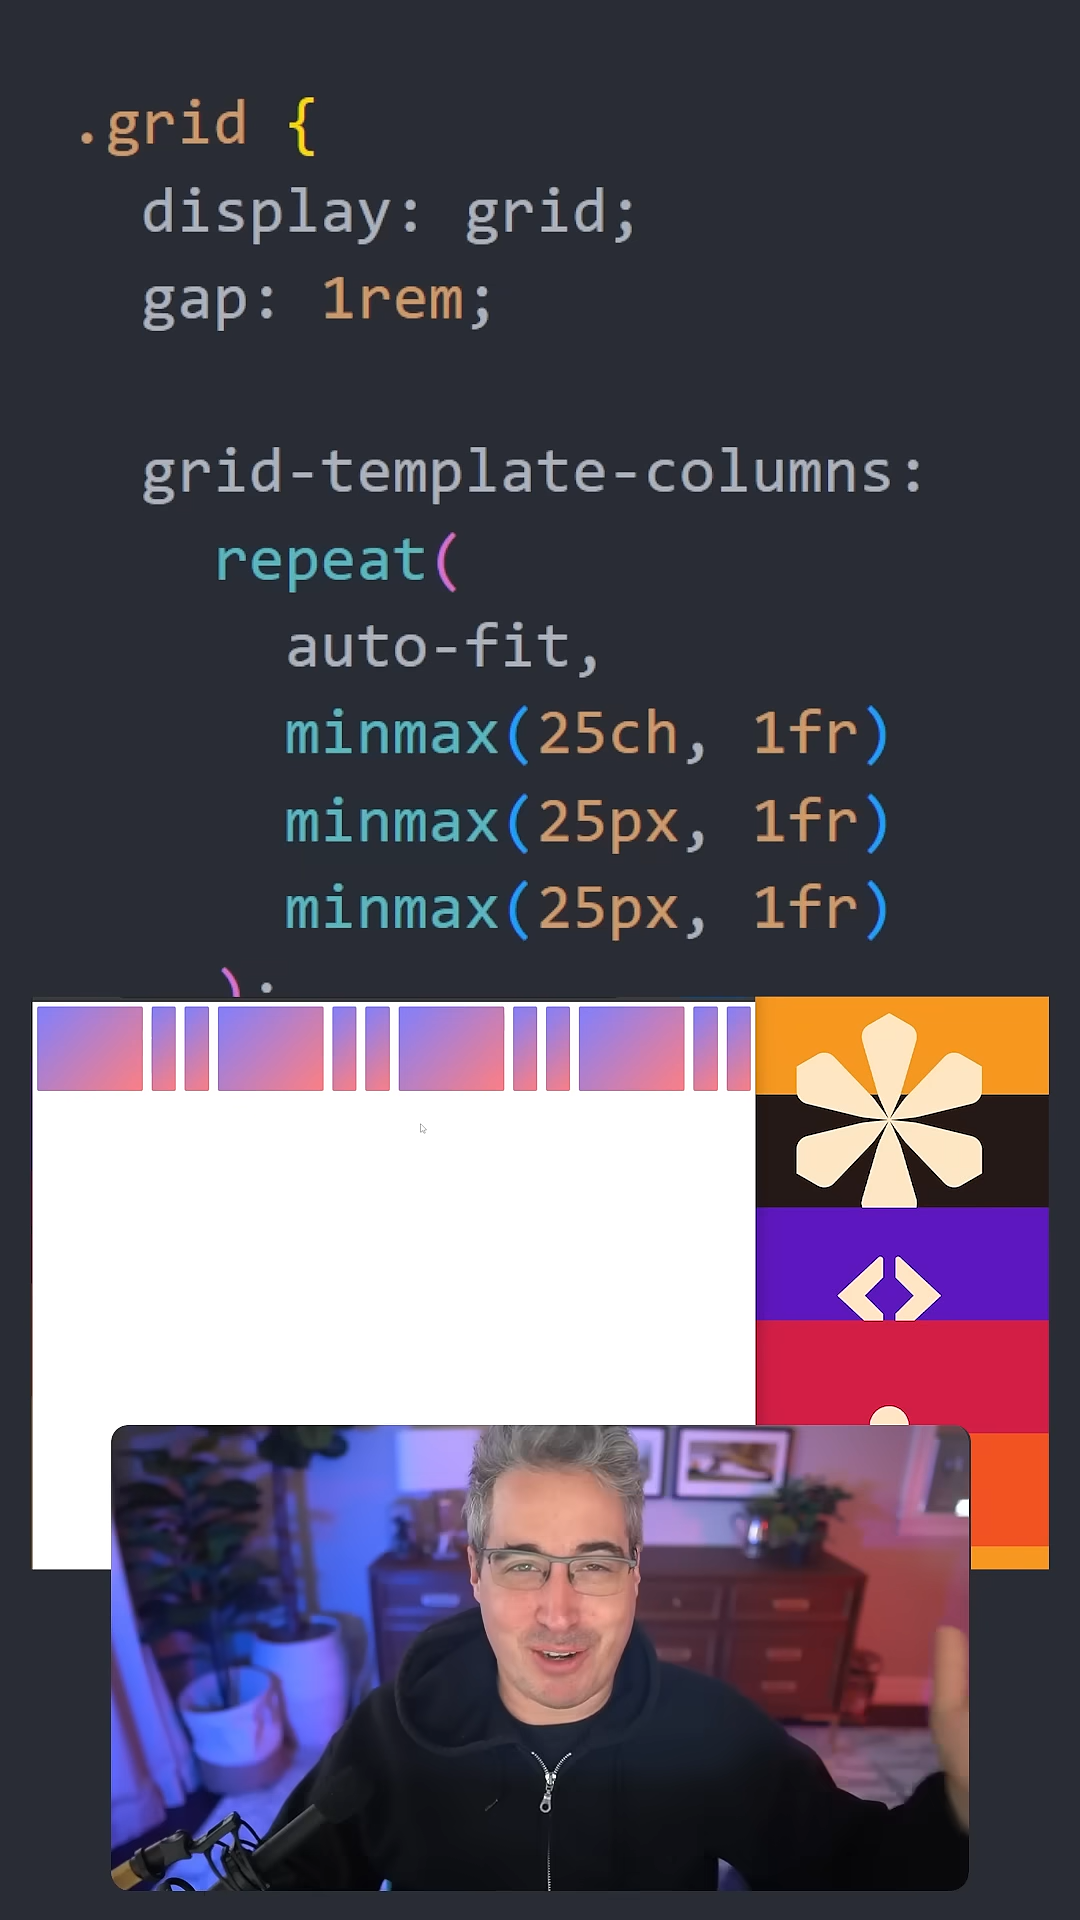 .grid {
display: grid;
gap: 1rem;
grid-template-columns:
repeat(
auto-fit,
minmax(25ch, 1fr)
minmax(25px, 1fr)
minmax(25px, 1fr)
);